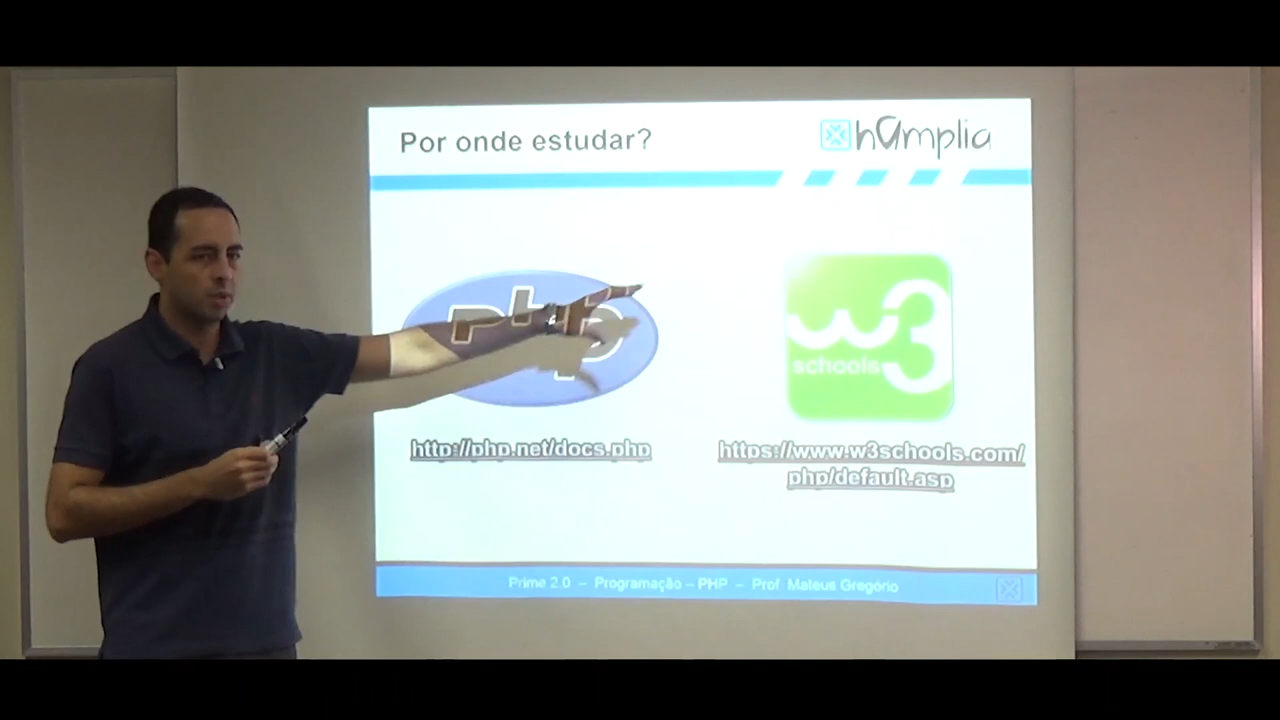 Por onde estudar?
hamplia
php
w3
schools
http://php.net/docs.php
https://www.w3schools.com/
php/default.asp
Prime 2.0 – Programação – PHP – Prof Mateus Gregório